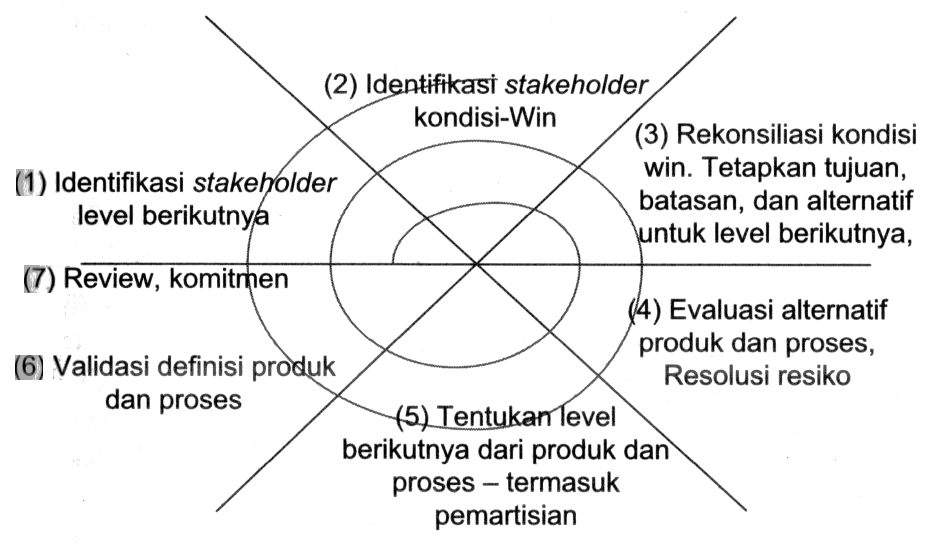 (1) Identifikasi stakeholder
level berikutnya
(2) Identifikasi stakeholder
kondisi-Win
(3) Rekonsiliasi kondisi
win. Tetapkan tujuan,
batasan, dan alternatif
untuk level berikutnya,
(4) Evaluasi alternatif
produk dan proses,
Resolusi resiko
(5) Tentukan level
berikutnya dari produk dan
proses – termasuk
pemartisian
(6) Validasi definisi produk
dan proses
(7) Review, komitmen